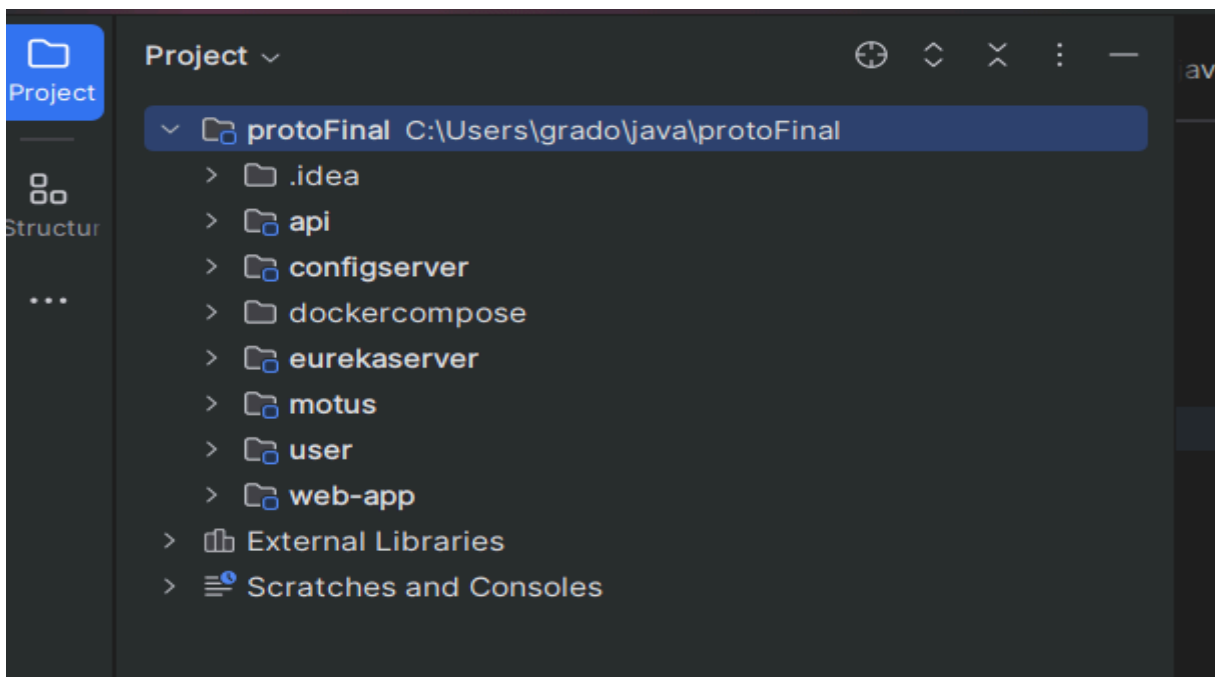 Project
Project
Structur
protoFinal C:\Users\grado\java\protoFinal
.idea
api
configserver
dockercompose
eurekaserver
motus
user
web-app
External Libraries
Scratches and Consoles
av